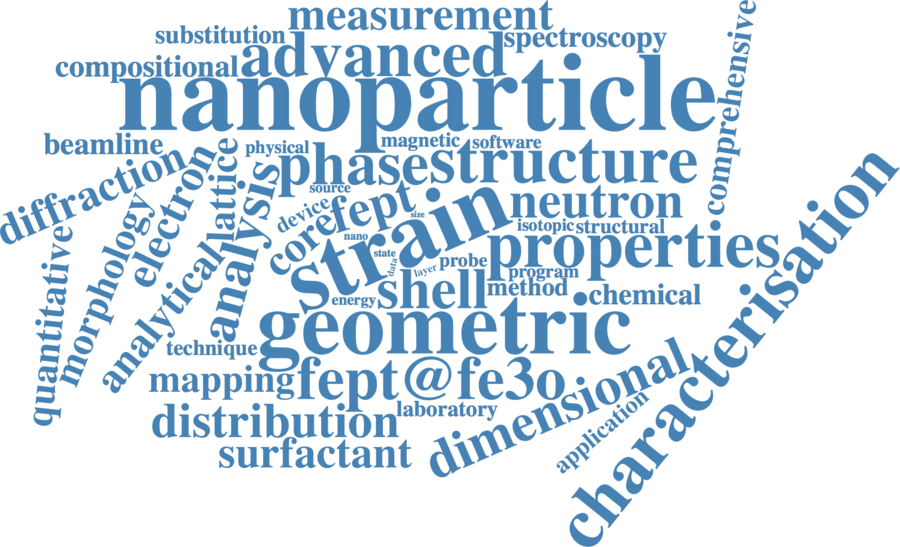 measurement
substitution
advanced
spectroscopy
compositional
nanoparticle
comprehensive
beamline
physical
magnetic
software
diffraction
electron
lattice
phase
structure
source
morphology
analysis
device
fept
size
strain
neutron
core
nano
isotopic
structural
quantitative
analytical
state
data
layer
probe
properties
program
energy
shell
method
chemical
characterisation
technique
geometric
mapping
fept@fe3o
dimensional
distribution
laboratory
application
surfactant